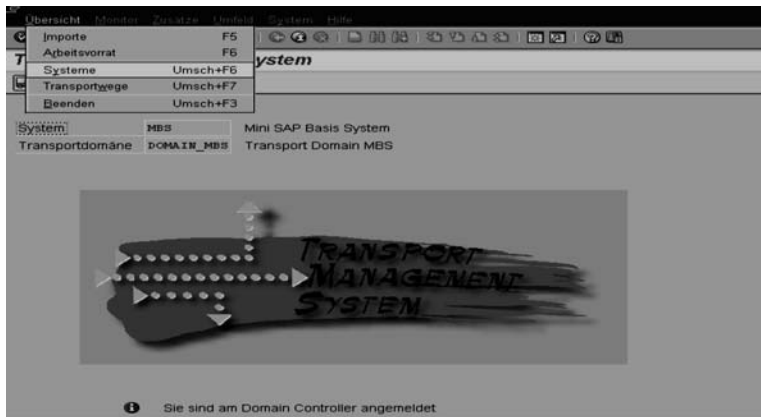 Übersicht Monitor Zusätze Umfeld System Hilfe
Importe F5
Arbeitsvorrat F6
Systeme Umsch+F6
Transportwege Umsch+F7
Beenden Umsch+F3
ystem
System MBS Mini SAP Basis System
Transportdomäne DOMAIN_MBS Transport Domain MBS
TRANSPORT
MANAGEMENT
SYSTEM
Sie sind am Domain Controller angemeldet